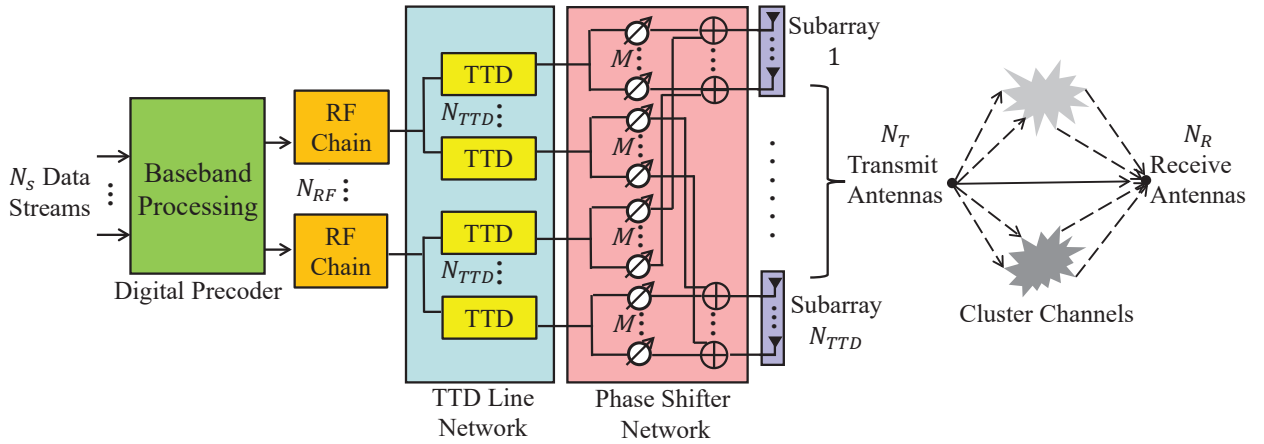 N_s Data
Streams
Baseband
Processing
Digital Precoder
RF
Chain
N_RF
RF
Chain
TTD
N_TTD
TTD
TTD
N_TTD
TTD
TTD Line
Network
M
M
M
M
Phase Shifter
Network
Subarray
1
Subarray
N_TTD
N_T
Transmit
Antennas
N_R
Receive
Antennas
Cluster Channels